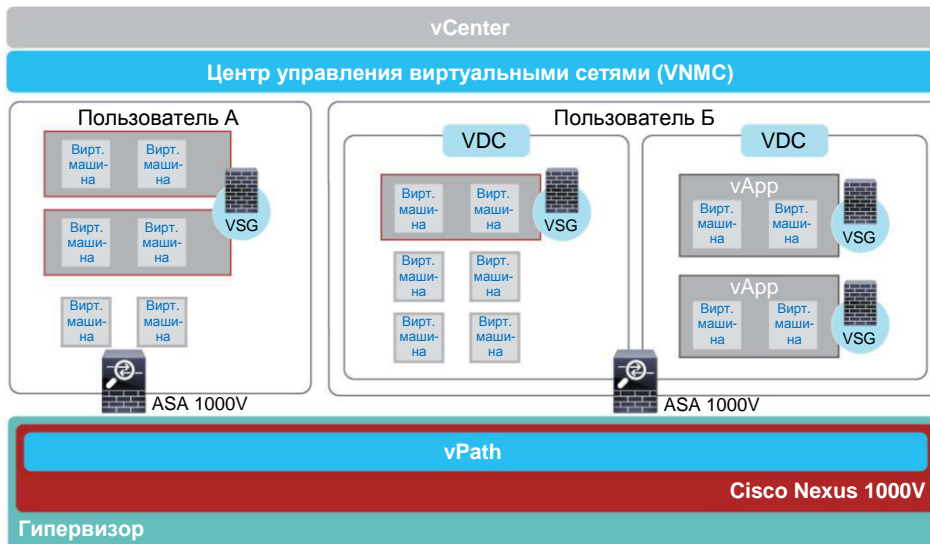 vCenter
Центр управления виртуальными сетями (VNMC)
Пользователь А
Вирт.
маши-
на
Вирт.
маши-
на
VSG
Вирт.
маши-
на
Вирт.
маши-
на
Вирт.
маши-
на
Вирт.
маши-
на
ASA 1000V
Пользователь Б
VDC
Вирт.
маши-
на
Вирт.
маши-
на
VSG
Вирт.
маши-
на
Вирт.
маши-
на
Вирт.
маши-
на
Вирт.
маши-
на
VDC
vApp
Вирт.
маши-
на
Вирт.
маши-
на
VSG
vApp
Вирт.
маши-
на
Вирт.
маши-
на
VSG
ASA 1000V
vPath
Cisco Nexus 1000V
Гипервизор